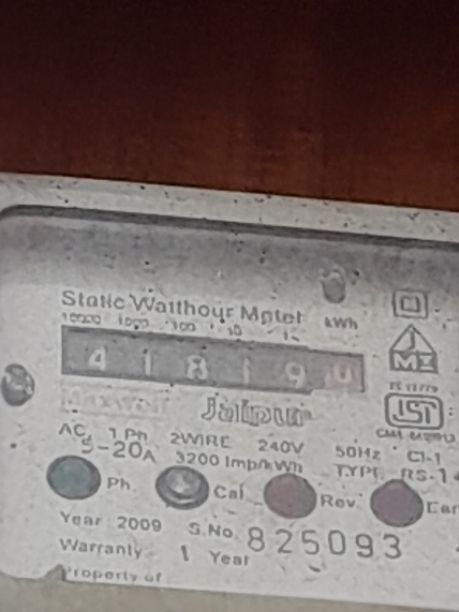 Static Watthour Meter
10000 1000 100 10 1 kWh
4 1 8 1 9
Jaipur
AC, 1 Ph 2WIRE 240V 50Hz Cl-1
5-20A 3200 Imp/kWh TYPE RS-1
Ph Cal Rev Ear
Year 2009 S.No. 825093
Warranty 1 Year
Property of
JMI
ISI